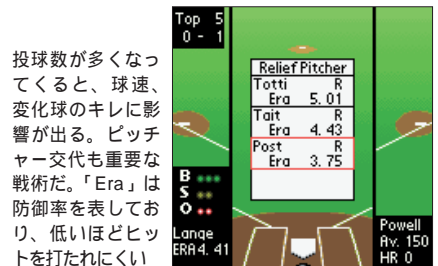 投球数が多くなっ
てくると、球速、
変化球のキレに影
響が出る。ピッチ
ャー交代も重要な
戦術だ。「Era」は
防御率を表してお
り、低いほどヒッ
トを打たれにくい
Top 5
0 - 1
Relief Pitcher
Totti R
Era 5.01
Tait R
Era 4.43
Post R
Era 3.75
B
S
O
Lange
ERA4.41
Powell
Av.150
HR 0